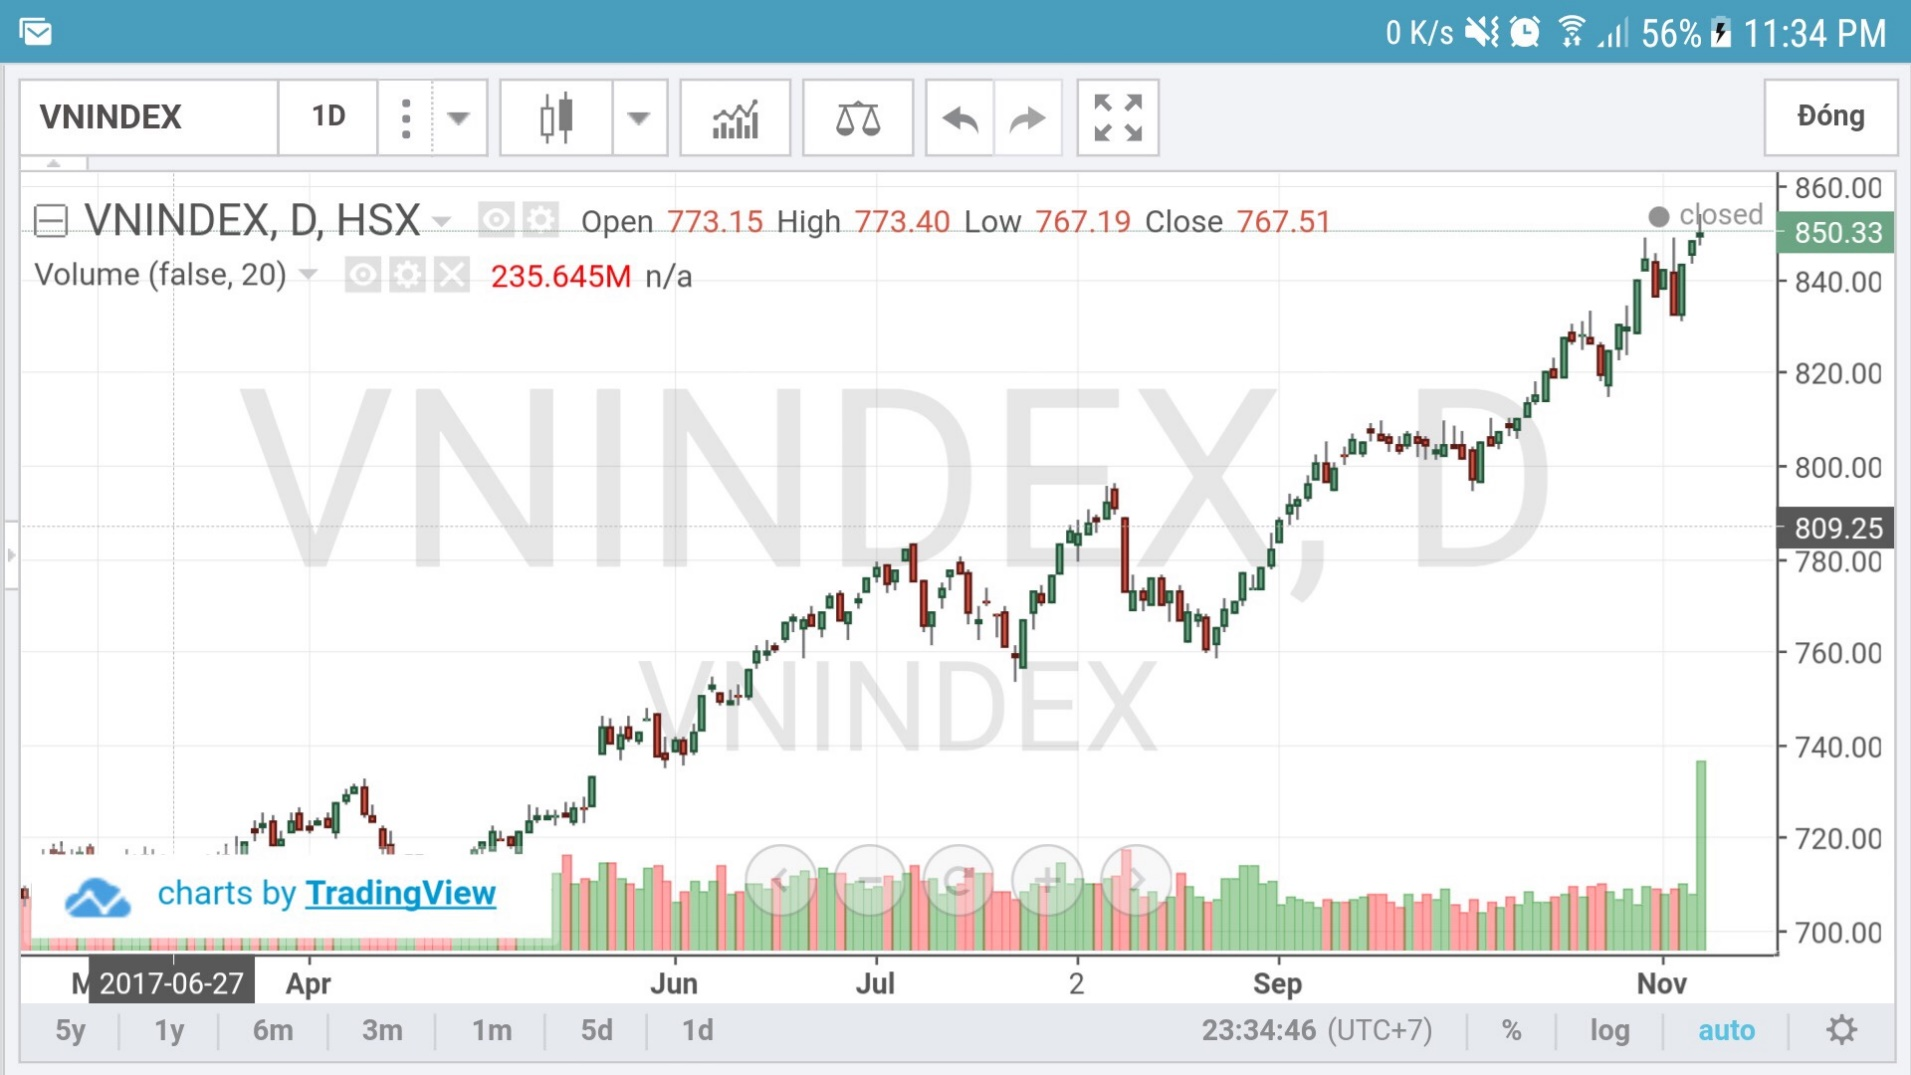 0 K/s 56% 11:34 PM
VNINDEX 1D Đóng
VNINDEX, D, HSX Open 773.15 High 773.40 Low 767.19 Close 767.51
closed
Volume (false, 20) 235.645M n/a
860.00
850.33
840.00
820.00
800.00
809.25
780.00
760.00
740.00
720.00
700.00
VNINDEX, D
VNINDEX
charts by TradingView
M 2017-06-27 Apr Jun Jul 2 Sep Nov
5y 1y 6m 3m 1m 5d 1d 23:34:46 (UTC+7) % log auto